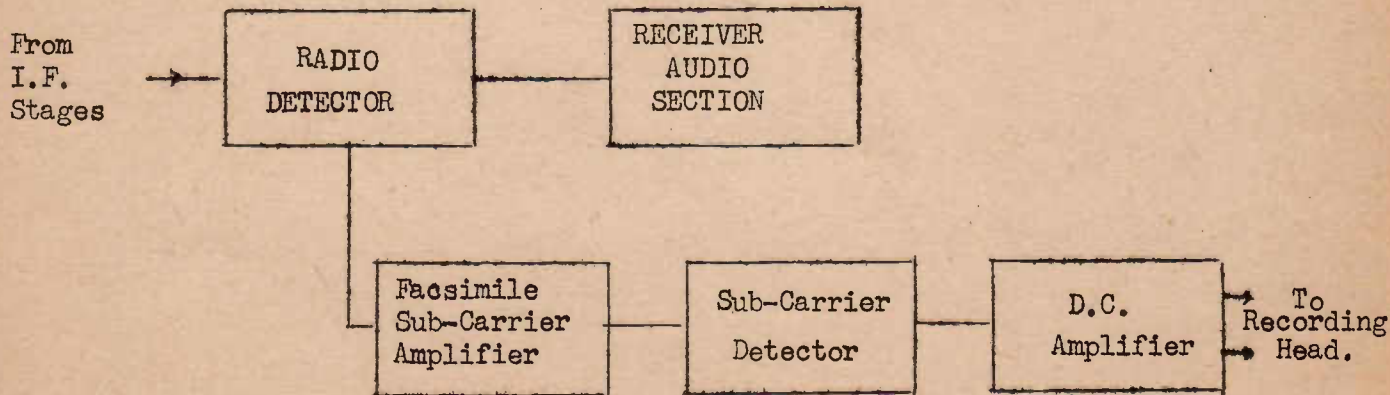 From
I.F.
Stages
RADIO
DETECTOR
RECEIVER
AUDIO
SECTION
Facsimile
Sub-Carrier
Amplifier
Sub-Carrier
Detector
D.C.
Amplifier
To
Recording
Head.